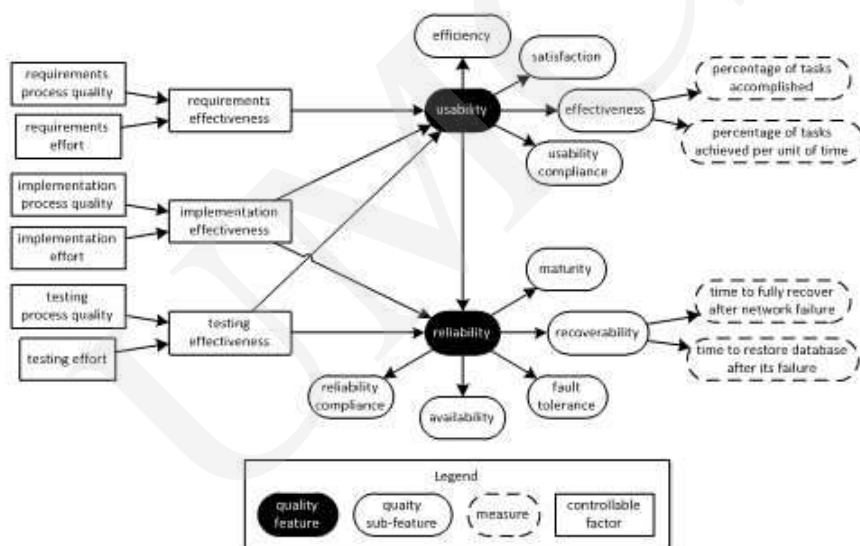 efficiency
satisfaction
percentage of tasks
accomplished
requirements
process quality
requirements
effectiveness
usability
effectiveness
requirements
effort
percentage of tasks
achieved per unit of time
usability
compliance
implementation
process quality
implementation
effectiveness
implementation
effort
maturity
testing
process quality
time to fully recover
after network failure
testing
effectiveness
reliability
recoverability
testing effort
time to restore database
after its failure
reliability
compliance
fault
tolerance
availability
Legend
quality
feature
quaity
sub-feature
measure
controllable
factor